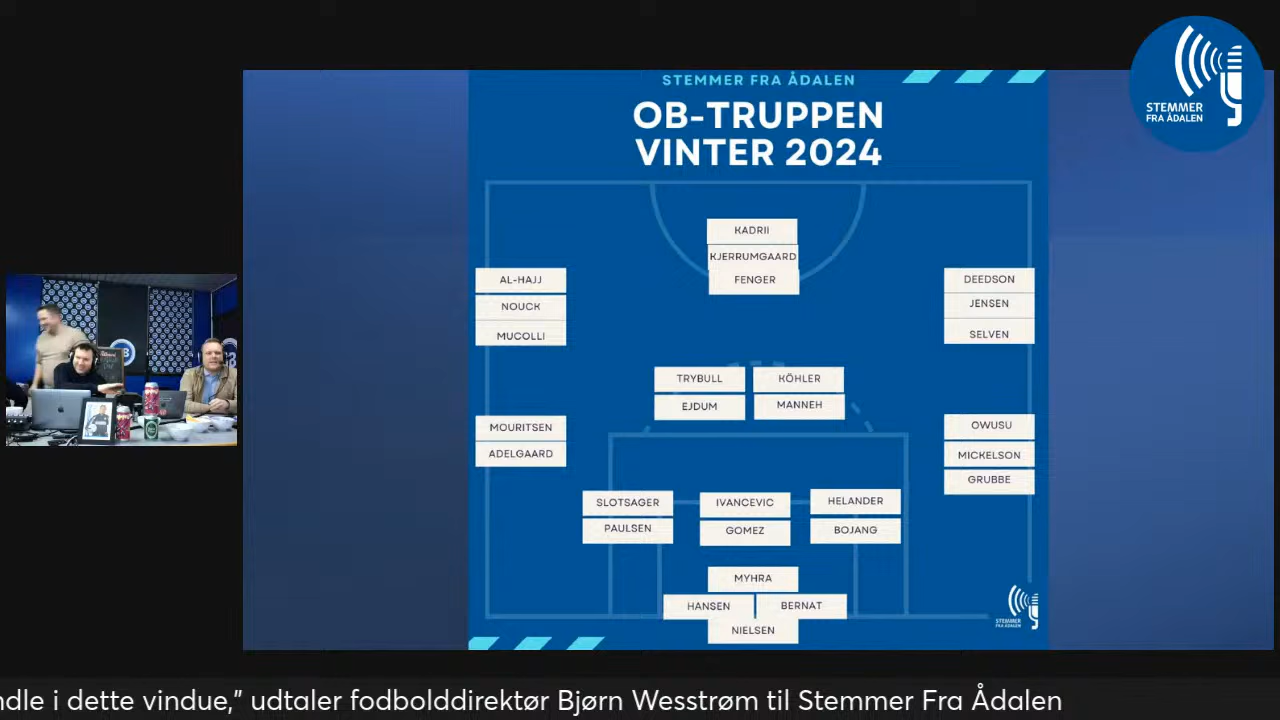 STEMMER FRA ÅDALEN
OB-TRUPPEN
VINTER 2024
STEMMER
FRA ÅDALEN
KADRII
KJERRUMGAARD
FENGER
AL-HAJJ
NOUCK
MUCOLLI
DEEDSON
JENSEN
SELVEN
TRYBULL
KÖHLER
EJDUM
MANNEH
MOURITSEN
ADELGAARD
OWUSU
MICKELSON
GRUBBE
SLOTSAGER
IVANCEVIC
HELANDER
PAULSEN
GOMEZ
BOJANG
MYHRA
HANSEN
BERNAT
NIELSEN
STEMMER
FRA ÅDALEN
ndle i dette vindue,” udtaler fodbolddirektør Bjørn Wesstrøm til Stemmer Fra Ådalen